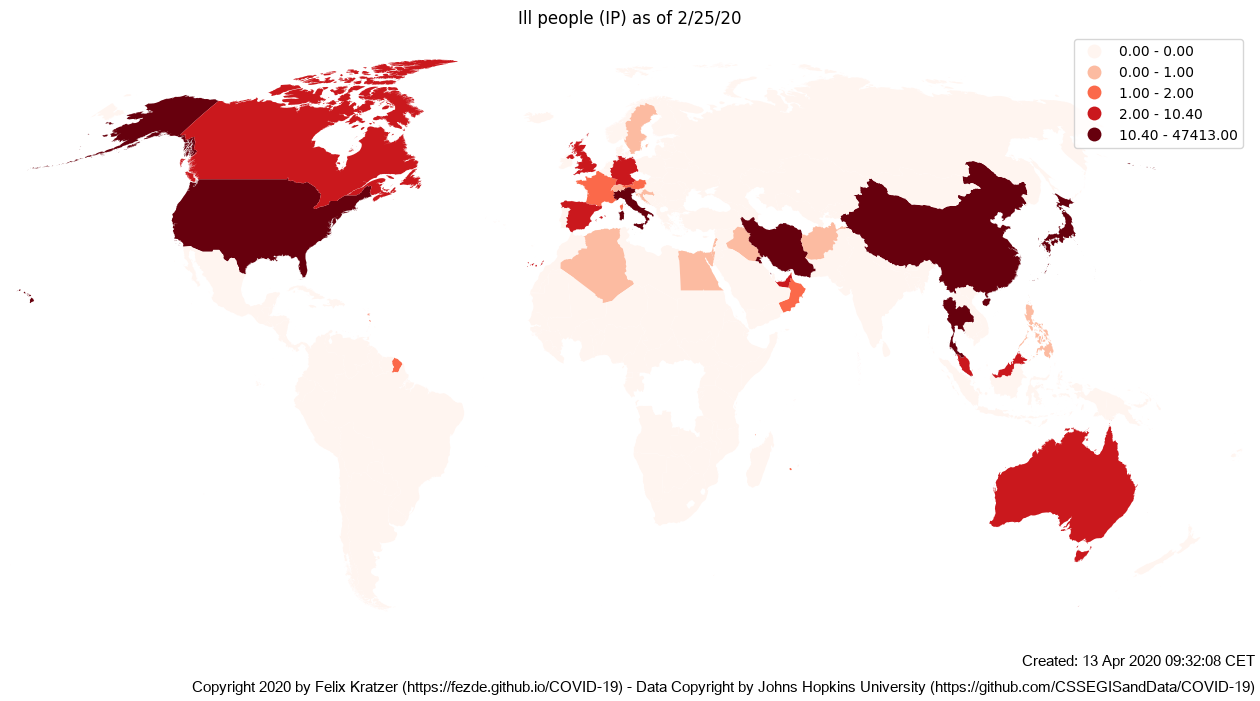 Ill people (IP) as of 2/25/20
0.00 - 0.00
0.00 - 1.00
1.00 - 2.00
2.00 - 10.40
10.40 - 47413.00
Created: 13 Apr 2020 09:32:08 CET
Copyright 2020 by Felix Kratzer (https://fezde.github.io/COVID-19) - Data Copyright by Johns Hopkins University (https://github.com/CSSEGISandData/COVID-19)